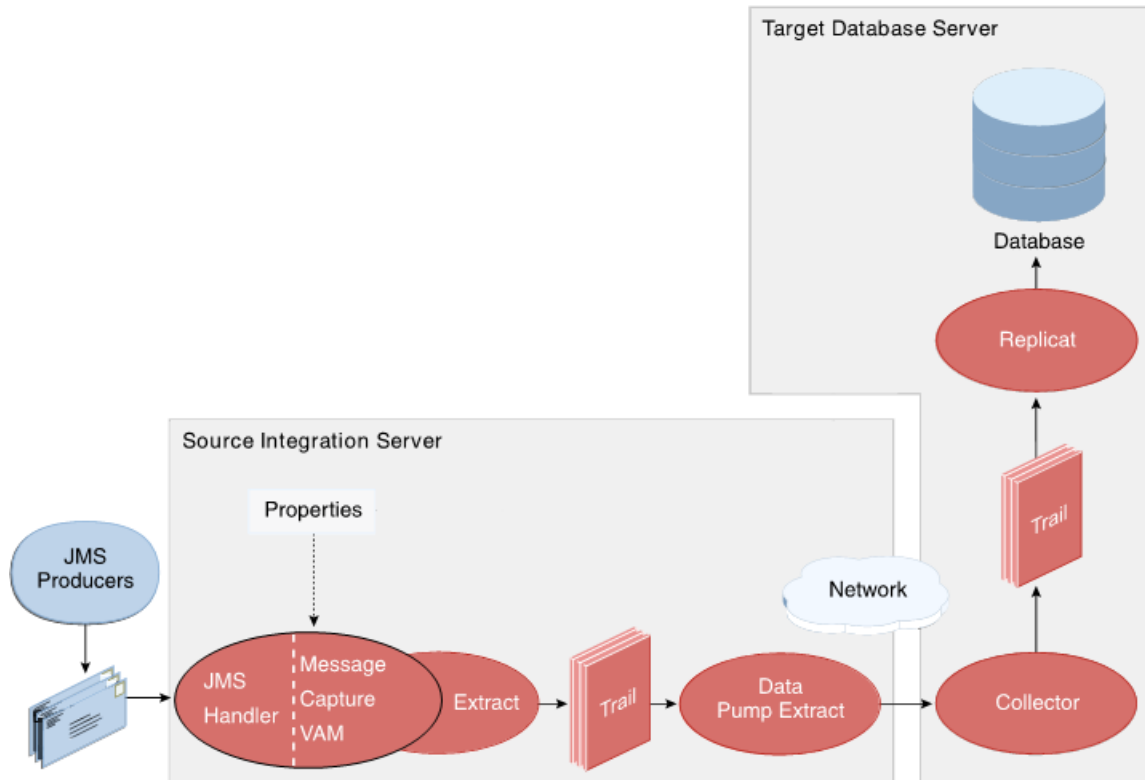 Target Database Server
Database
Replicat
Source Integration Server
Properties
Trail
JMS
Producers
Network
JMS
Handler
Message
Capture
VAM
Extract
Trail
Data
Pump Extract
Collector